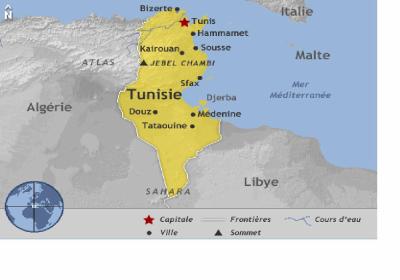 N
Bizerte
Italie
Tunis
Hammamet
Kairouan
Sousse
Malte
ATLAS
JEBEL CHAMBI
Sfax
Mer
Méditerranée
Tunisie
Djerba
Algérie
Douz
Médenine
Tataouine
SAHARA
Libye
Capitale
Frontières
Cours d'eau
Ville
Sommet